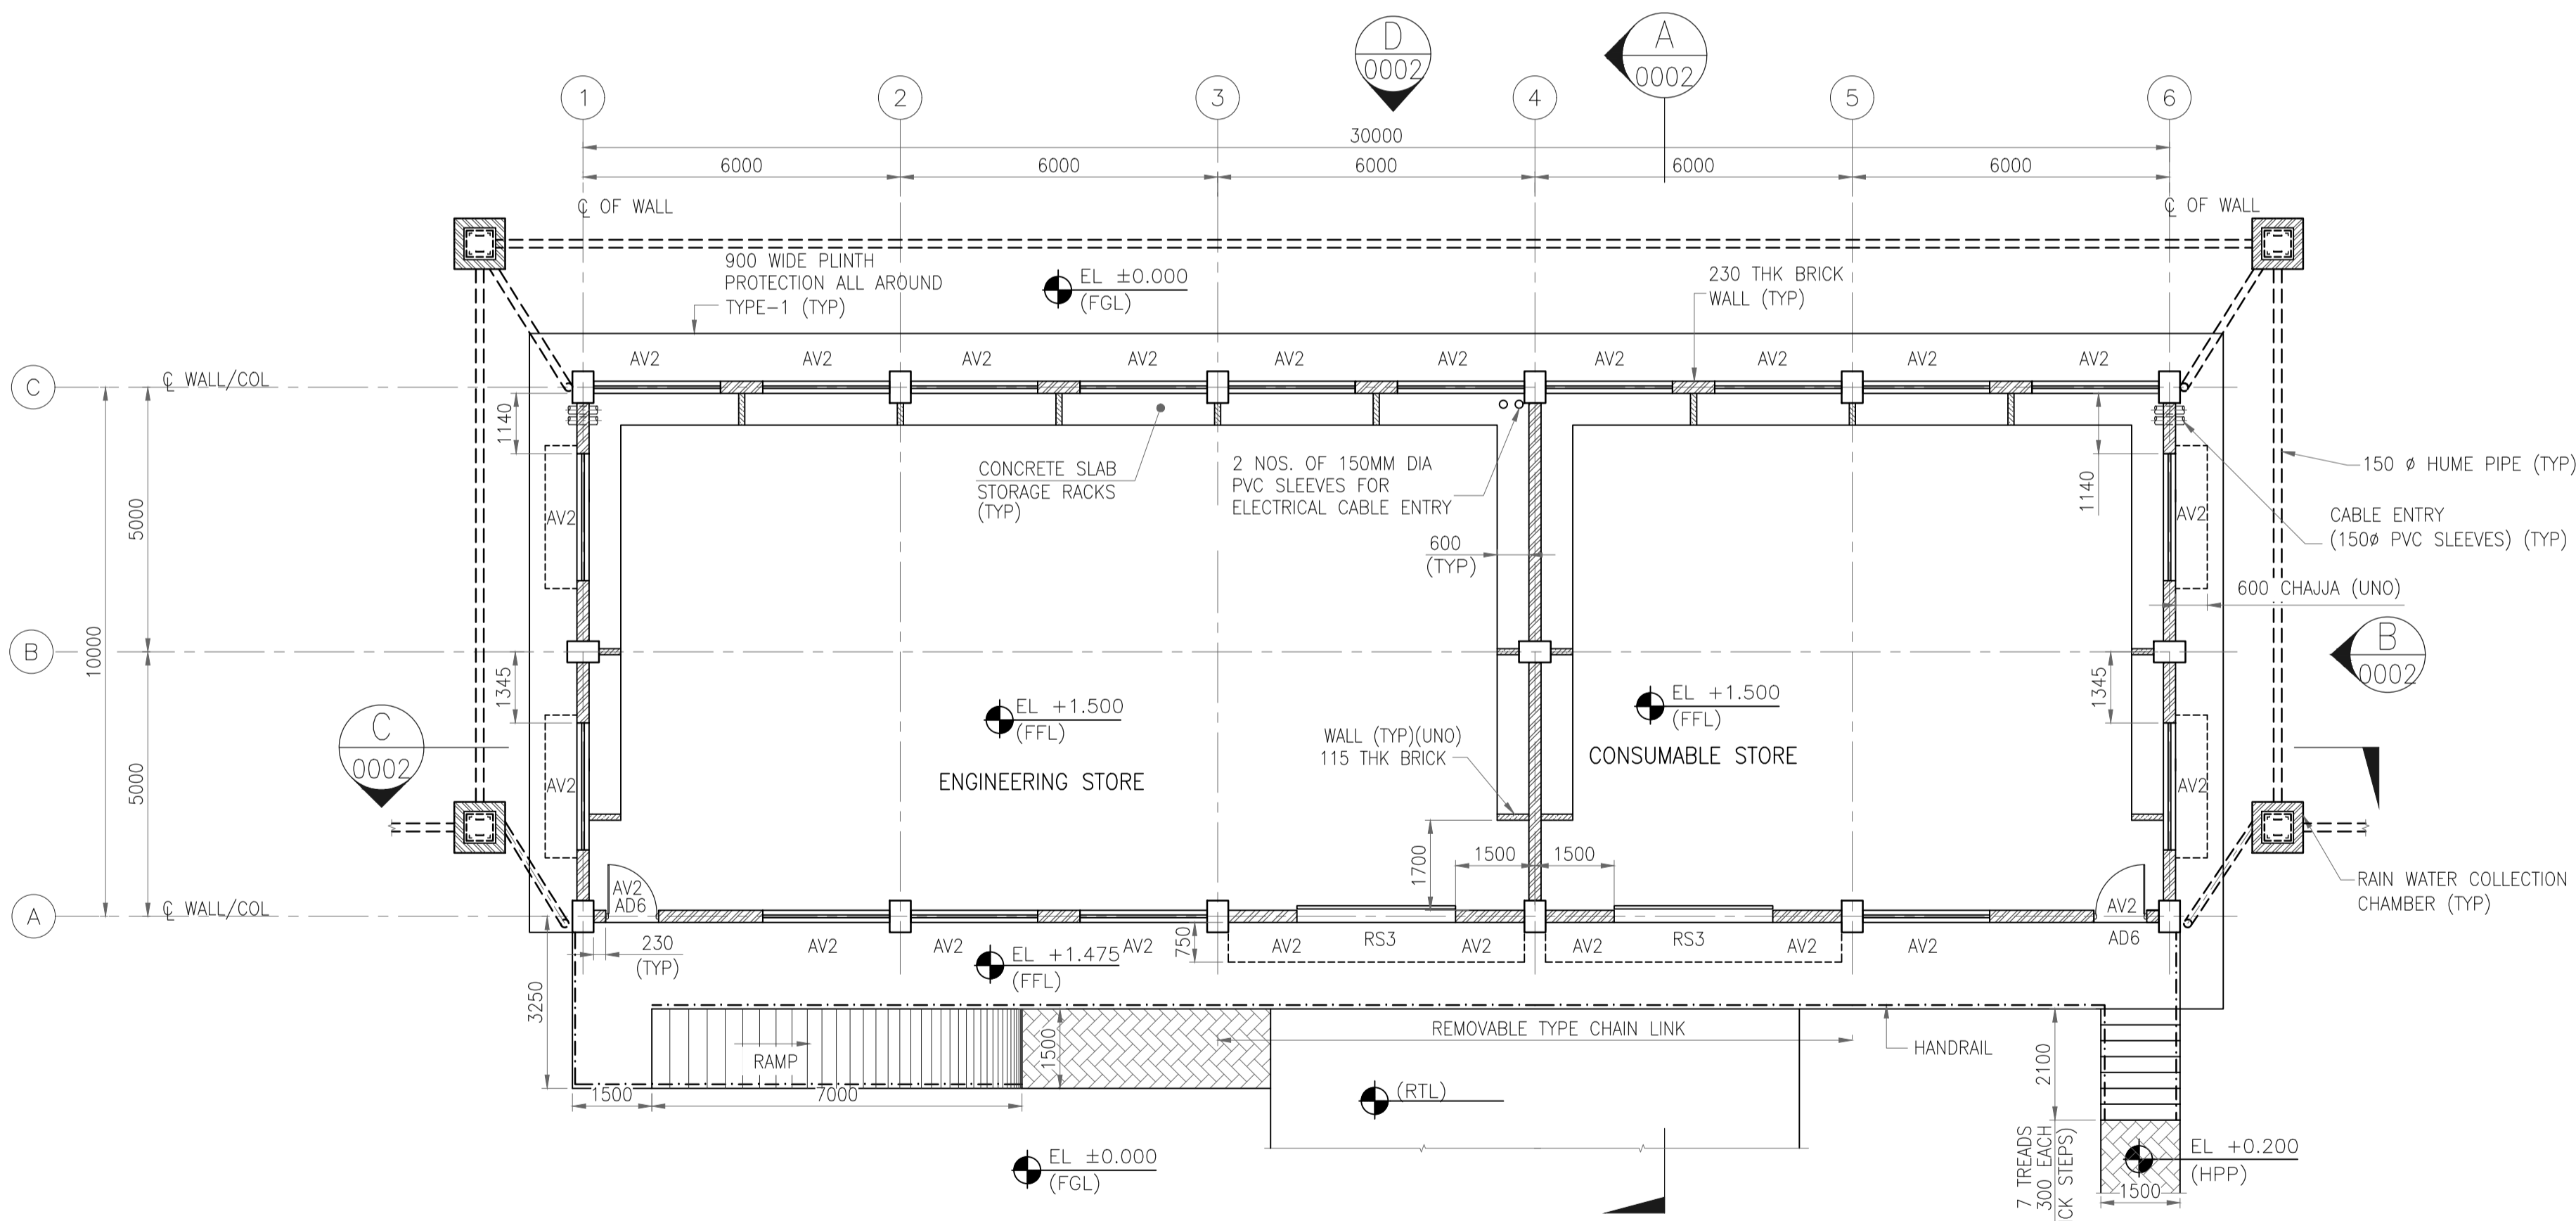 D
0002
A
0002
1
2
3
4
5
6
30000
6000
6000
6000
6000
6000
℄ OF WALL
℄ OF WALL
900 WIDE PLINTH
PROTECTION ALL AROUND
TYPE-1 (TYP)
EL ±0.000
(FGL)
230 THK BRICK
WALL (TYP)
AV2
AV2
AV2
AV2
AV2
AV2
AV2
AV2
AV2
AV2
C
℄ WALL/COL
1140
1140
CONCRETE SLAB
STORAGE RACKS
(TYP)
2 NOS. OF 150MM DIA
PVC SLEEVES FOR
ELECTRICAL CABLE ENTRY
150 ø HUME PIPE (TYP)
CABLE ENTRY
(150ø PVC SLEEVES) (TYP)
AV2
AV2
5000
10000
600
(TYP)
600 CHAJJA (UNO)
B
B
0002
1345
1345
EL +1.500
(FFL)
EL +1.500
(FFL)
C
0002
WALL (TYP)(UNO)
115 THK BRICK
CONSUMABLE STORE
ENGINEERING STORE
5000
AV2
AV2
1700
1500
1500
A
℄ WALL/COL
AV2
AD6
AV2
AD6
RAIN WATER COLLECTION
CHAMBER (TYP)
230
(TYP)
AV2
AV2
AV2
750
AV2
RS3
AV2
AV2
RS3
AV2
AV2
EL +1.475
(FFL)
3250
RAMP
1500
REMOVABLE TYPE CHAIN LINK
HANDRAIL
2100
1500
7000
(RTL)
EL ±0.000
(FGL)
7 TREADS
300 EACH
CK STEPS)
EL +0.200
(HPP)
1500